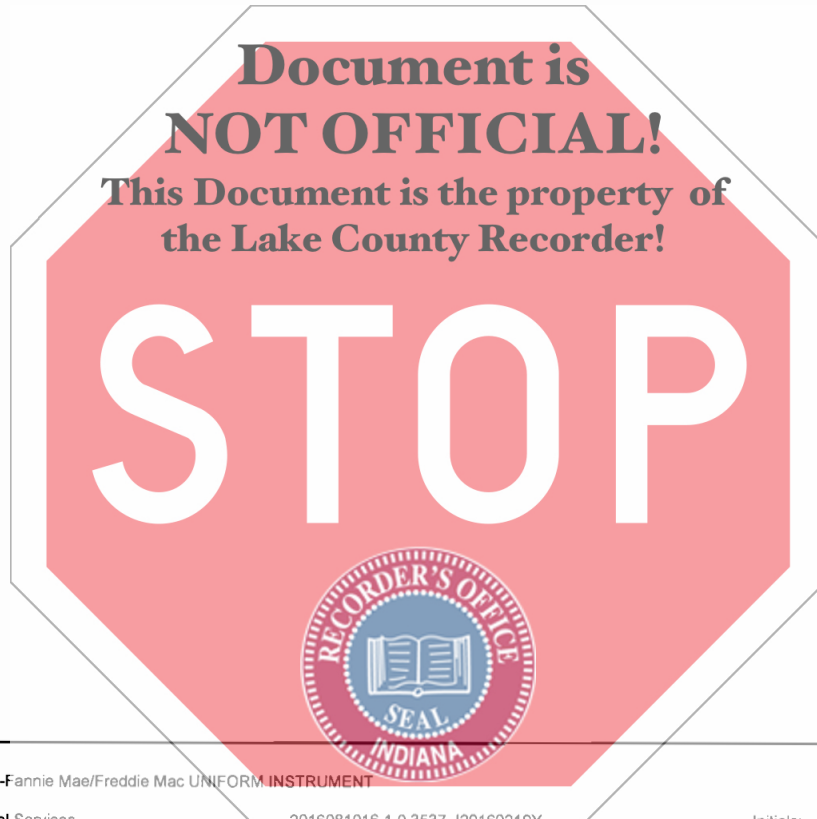 Document is
NOT OFFICIAL!
This Document is the property of
the Lake County Recorder!
STOP
RECORDER'S OFFICE
SEAL
INDIANA
-Fannie Mae/Freddie Mac UNIFORM INSTRUMENT